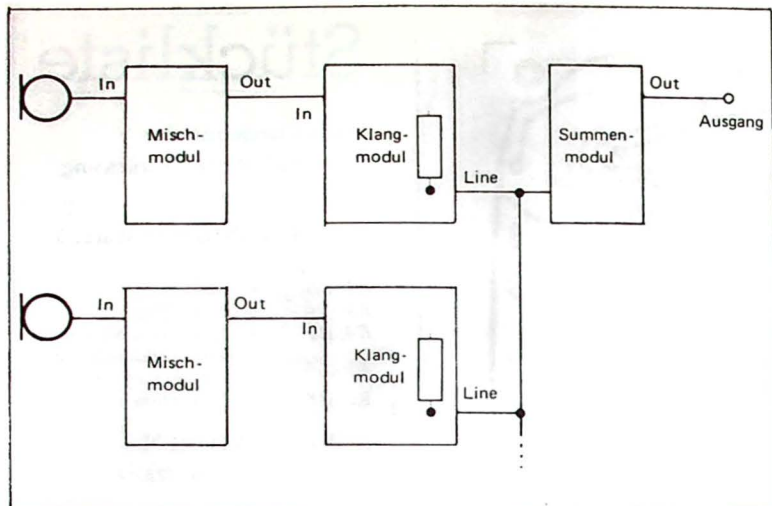 Stückliste
In
Out
In
Misch-
modul
Klang-
modul
Line
Summen-
modul
Out
Ausgang
In
Out
In
Misch-
modul
Klang-
modul
Line